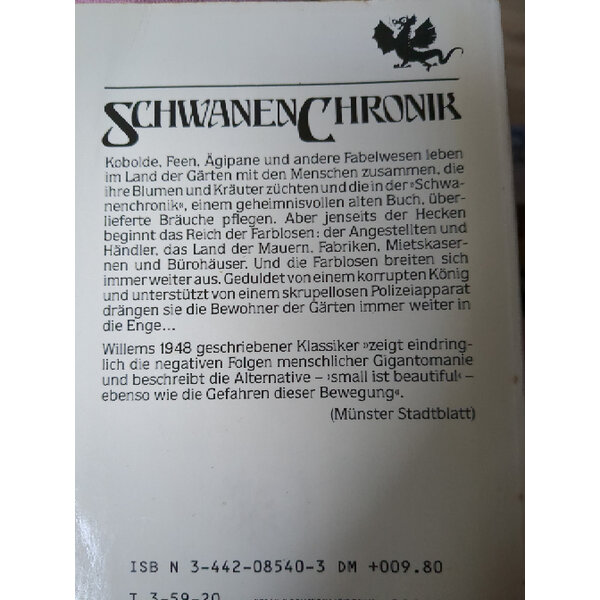 SCHWANENCHRONIK
Kobolde, Feen, Ägipane und andere Fabelwesen leben
im Land der Gärten mit den Menschen zusammen, die
ihre Blumen und Kräuter züchten und die in der »Schwa-
nenchronik«, einem geheimnisvollen alten Buch, über-
lieferte Bräuche pflegen. Aber jenseits der Hecken
beginnt das Reich der Farblosen: der Angestellten und
Händler, das Land der Mauern, Fabriken, Mietskaser-
nen und Bürohäuser. Und die Farblosen breiten sich
immer weiter aus. Geduldet von einem korrupten König
und unterstützt von einem skrupellosen Polizeiapparat
drängen sie die Bewohner der Gärten immer weiter in
die Enge...
Willems 1948 geschriebener Klassiker »zeigt eindring-
lich die negativen Folgen menschlicher Gigantomanie
und beschreibt die Alternative – ›small ist beautiful‹ –
ebenso wie die Gefahren dieser Bewegung«.
(Münster Stadtblatt)
ISB N 3-442-08540-3 DM +009.80
T 3-59-20